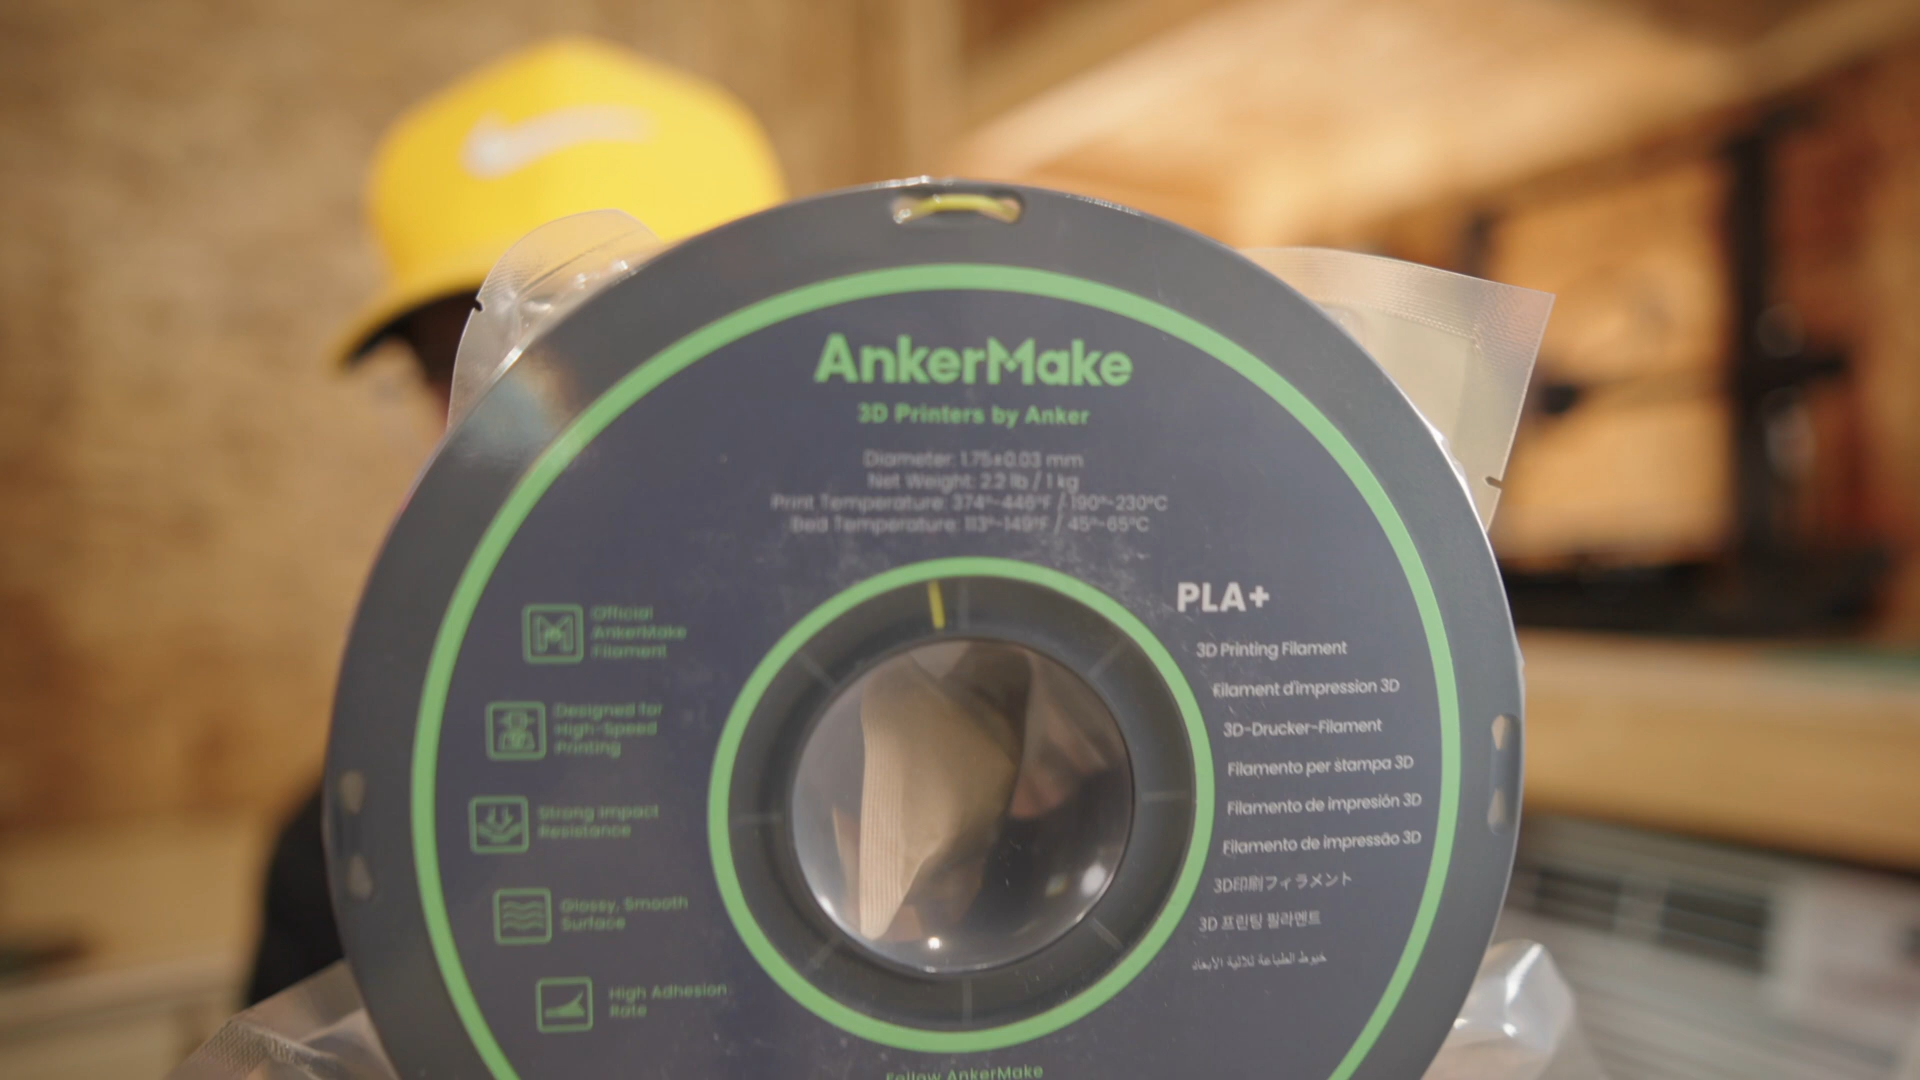 AnkerMake
3D Printers by Anker
Diameter: 1.75±0.03 mm
Net Weight: 2.2 lb / 1 kg
Print Temperature: 374°~446°F / 190°~230°C
Bed Temperature: 113°~149°F / 45°~65°C
Official
AnkerMake
Filament
Designed for
High-Speed
Printing
Strong Impact
Resistance
Glossy, Smooth
Surface
High Adhesion
Rate
PLA+
3D Printing Filament
Filament d'impression 3D
3D-Drucker-Filament
Filamento per stampa 3D
Filamento de impresión 3D
Filamento de impressão 3D
3D印刷フィラメント
3D 프린팅 필라멘트
خيوط الطباعة ثلاثية الأبعاد
Follow AnkerMake